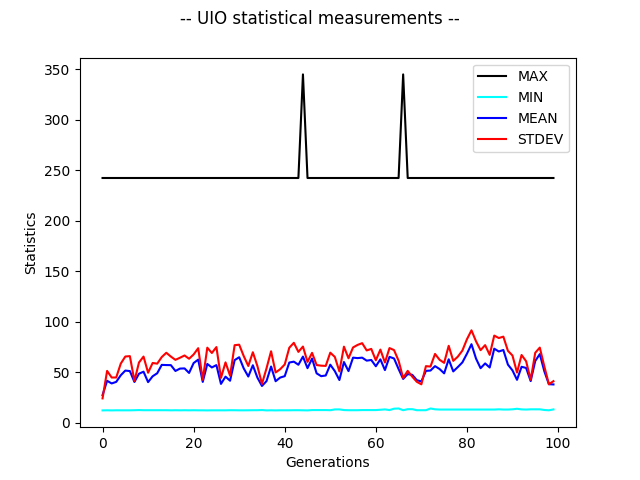 -- UIO statistical measurements --
350
300
250
200
150
100
50
0
Statistics
MAX
MIN
MEAN
STDEV
0 20 40 60 80 100
Generations